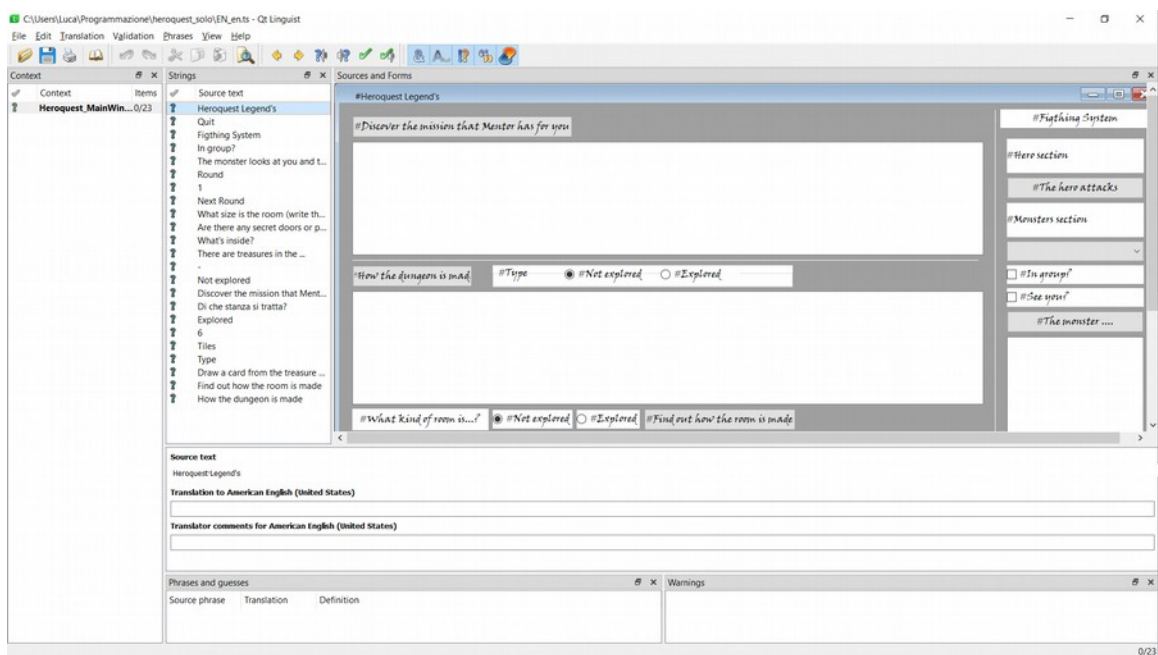 C:\Users\Luca\Programmazione\heroquest_solo\EN_en.ts - Qt Linguist
File Edit Translation Validation Phrases View Help
Context
Strings
Sources and Forms
Context Items
Heroquest_MainWin... 0/23
Source text
Heroquest Legend's
Quit
Figthing System
In group?
The monster looks at you and t...
Round
1
Next Round
What size is the room (write th...
Are there any secret doors or p...
What's inside?
There are treasures in the ...
-
Not explored
Discover the mission that Ment...
Di che stanza si tratta?
Explored
6
Tiles
Type
Draw a card from the treasure ...
Find out how the room is made
How the dungeon is made
#Heroquest Legend's
#Discover the mission that Mentor has for you
#How the dungeon is mad
#Type #Not explored #Explored
#What kind of room is...? #Not explored #Explored #Find out how the room is made
#Figthing System
#Hero section
#The hero attacks
#Monsters section
#In group?
#See you?
#The monster ....
Source text
Heroquest Legend's
Translation to American English (United States)
Translator comments for American English (United States)
Phrases and guesses
Source phrase Translation Definition
Warnings
0/23